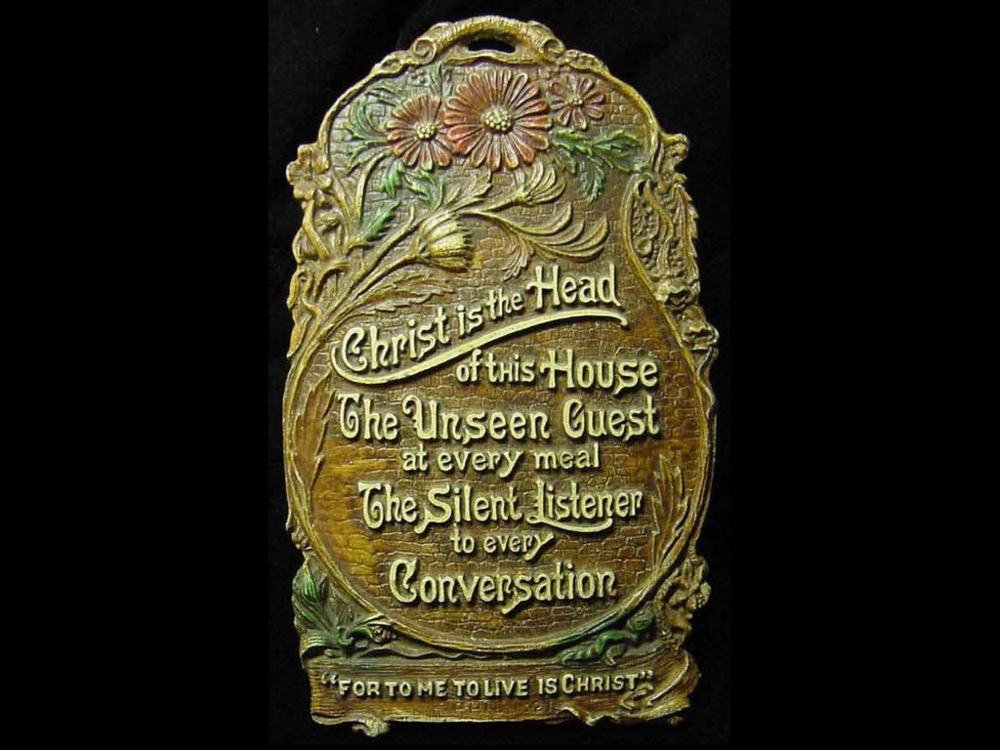 Christ is the Head
of this House
The Unseen Guest
at every meal
The Silent Listener
to every
Conversation
"FOR TO ME TO LIVE IS CHRIST"